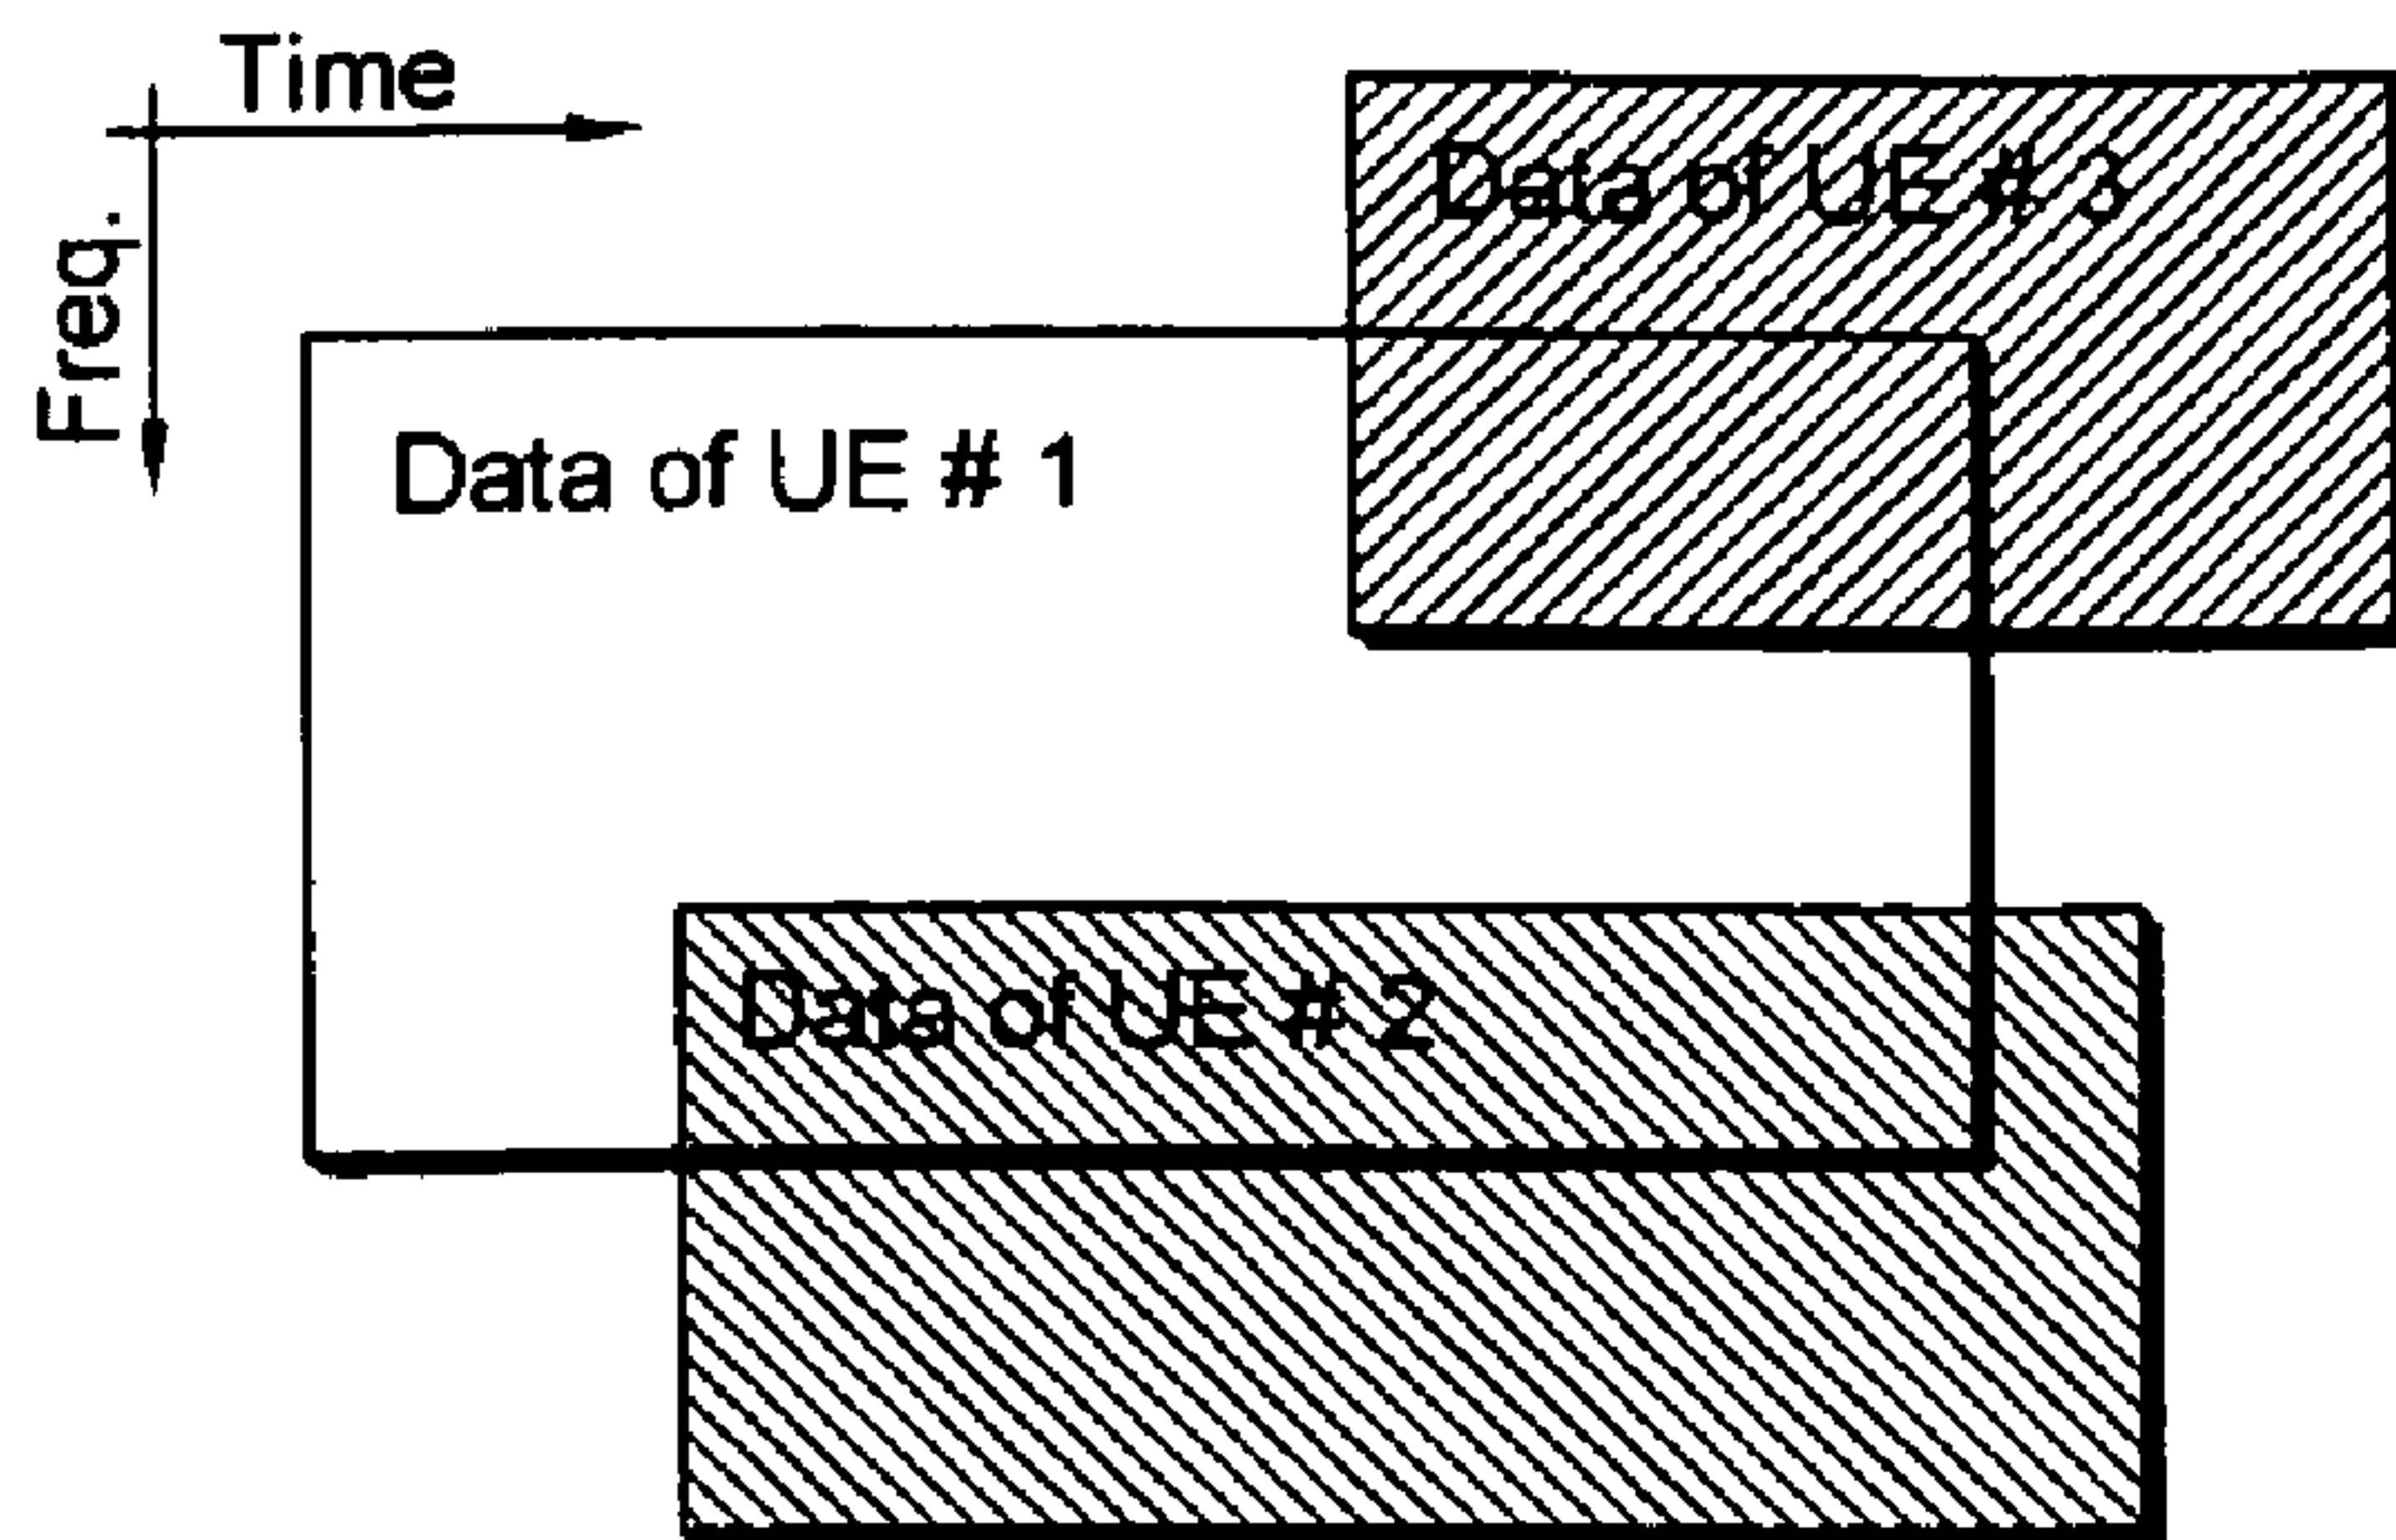 Time
Freq.
Data of UE # 3
Data of UE # 1
Data of UE # 2